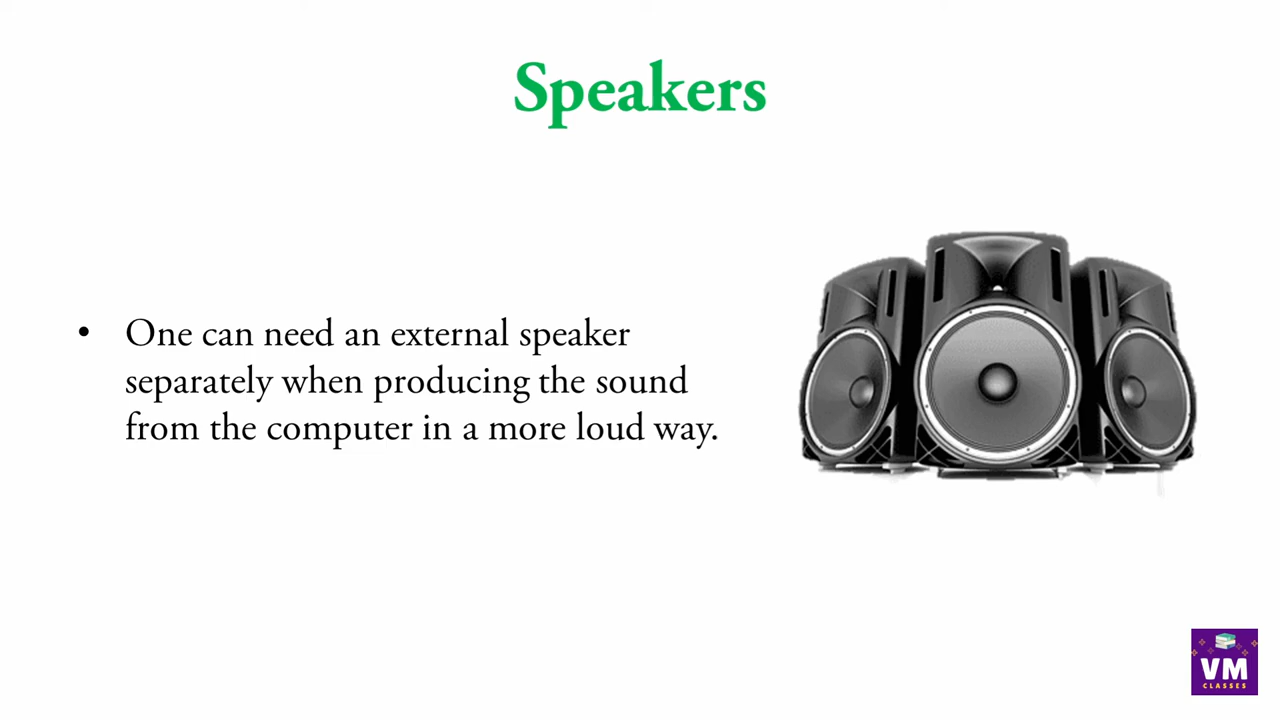 Speakers
• One can need an external speaker
separately when producing the sound
from the computer in a more loud way.
VM
CLASSES